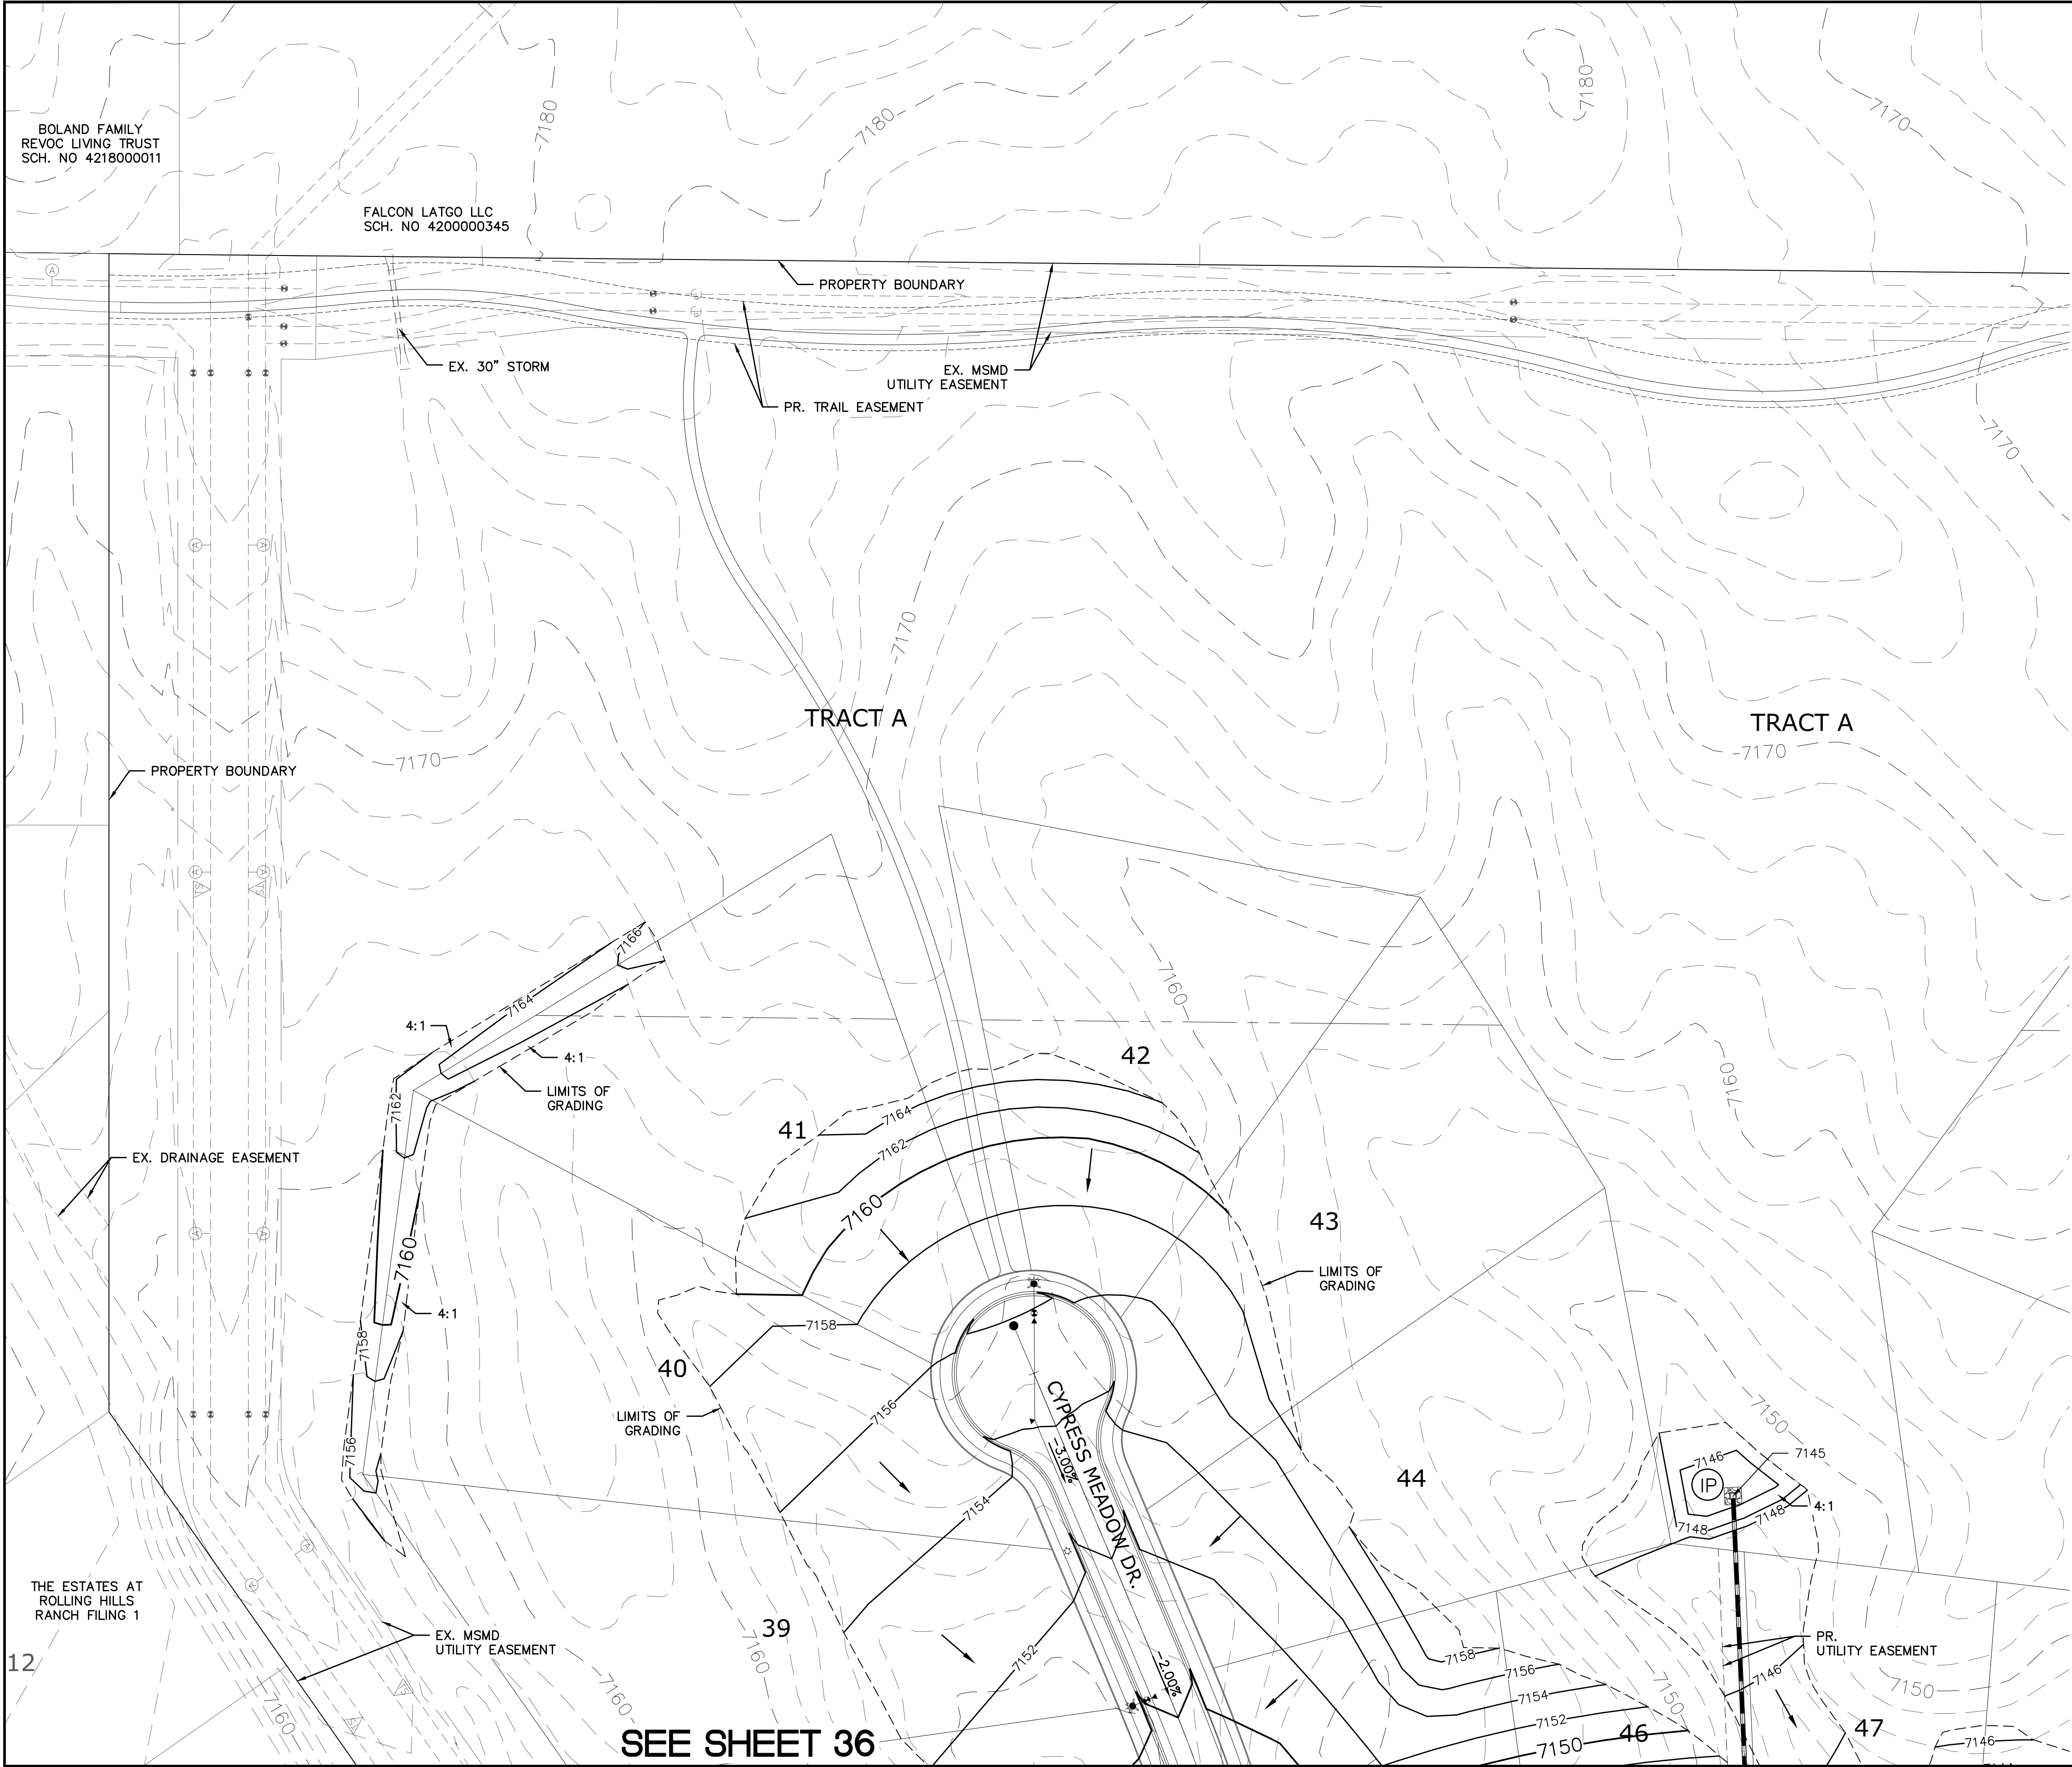 7180
7180
7180
7170
BOLAND FAMILY
REVOC LIVING TRUST
SCH. NO 4218000011
FALCON LATGO LLC
SCH. NO 4200000345
A
PROPERTY BOUNDARY
EX. 30" STORM
EX. MSMD
UTILITY EASEMENT
PR. TRAIL EASEMENT
7170
A
A
7170
TRACT A
TRACT A
7170
7170
PROPERTY BOUNDARY
A
A
ST
ST
7166
7160
7164
4:1
4:1
42
7160
LIMITS OF
GRADING
7162
7164
41
7162
EX. DRAINAGE EASEMENT
7160
43
A
A
7160
LIMITS OF
GRADING
4:1
7158
7158
40
7156
LIMITS OF
GRADING
CYPRESS MEADOW DR.
-3.00%
7150
7156
7146
7145
IP
44
4:1
7154
7148
7148
A
A
THE ESTATES AT
ROLLING HILLS
RANCH FILING 1
39
EX. MSMD
UTILITY EASEMENT
PR.
UTILITY EASEMENT
12
7160
7152
-2.00%
7158
7156
7146
7150
7150
ST
7160
7154
7160
ST
7152
46
47
SEE SHEET 36
7150
7146